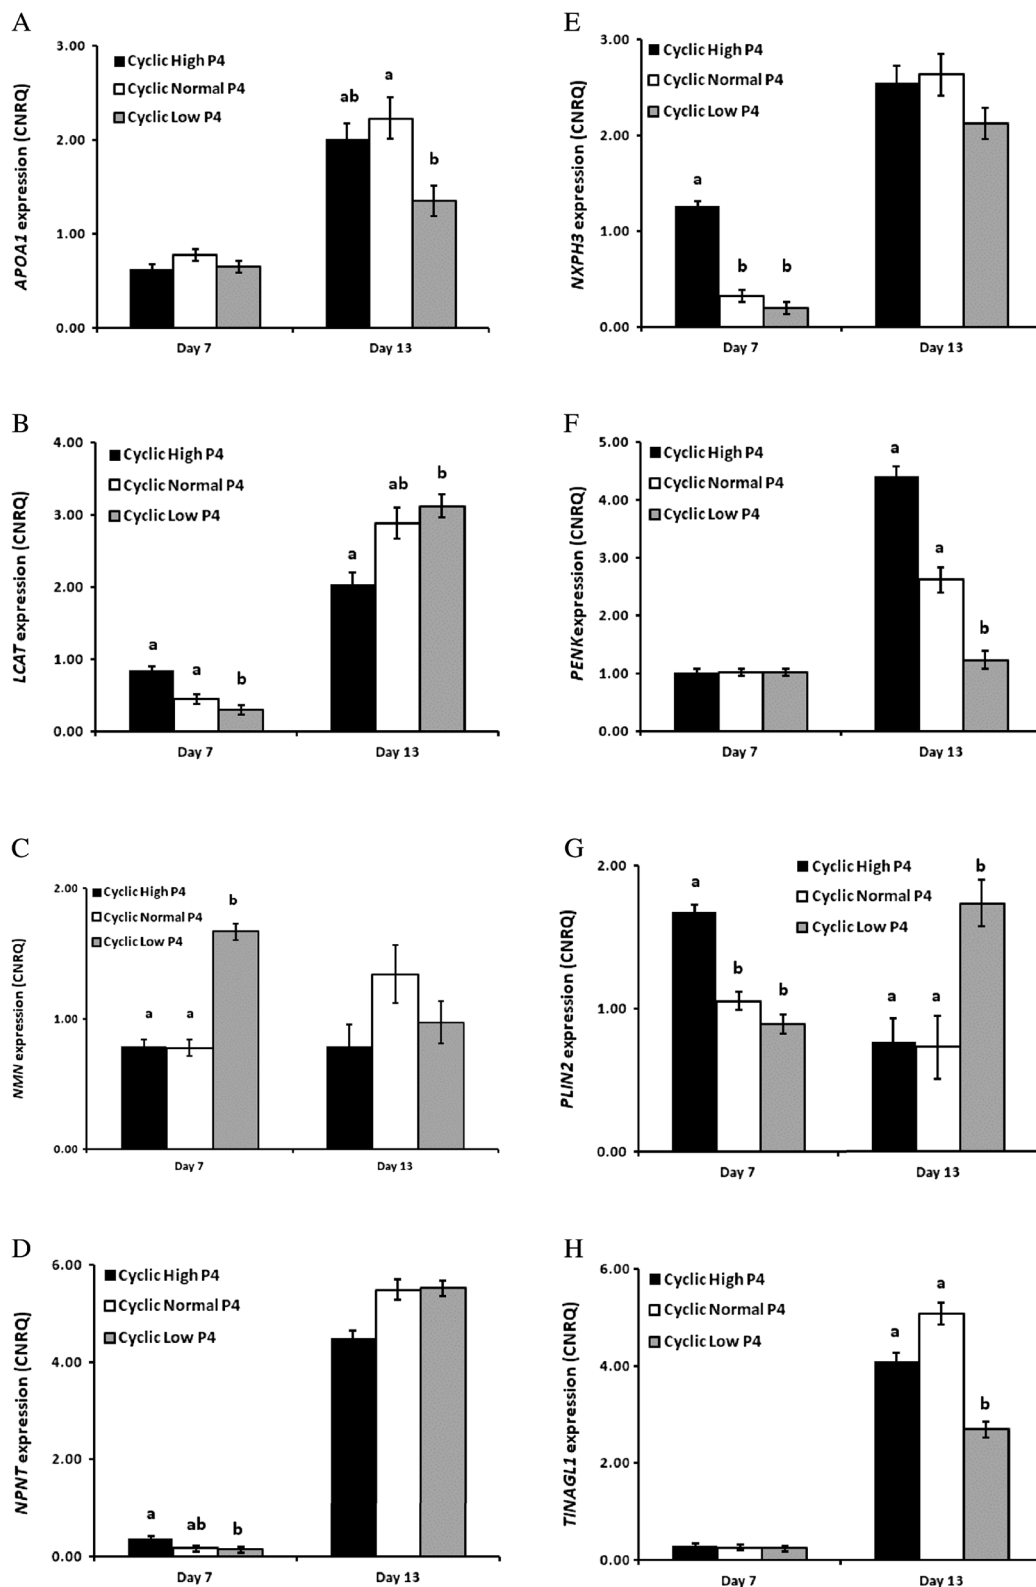 A
APOA1 expression (CNRQ)
3.00
2.00
1.00
0.00
Cyclic High P4
Cyclic Normal P4
Cyclic Low P4
ab
a
b
Day 7
Day 13
B
LCAT expression (CNRQ)
4.00
3.00
2.00
1.00
0.00
Cyclic High P4
Cyclic Normal P4
Cyclic Low P4
a
a
b
a
ab
b
Day 7
Day 13
C
NMN expression (CNRQ)
2.00
1.00
0.00
Cyclic High P4
Cyclic Normal P4
Cyclic Low P4
a
a
b
Day 7
Day 13
D
NPNT expression (CNRQ)
6.00
4.00
2.00
0.00
Cyclic High P4
Cyclic Normal P4
Cyclic Low P4
a
ab
b
Day 7
Day 13
E
NXPH3 expression (CNRQ)
3.00
2.00
1.00
0.00
Cyclic High P4
Cyclic Normal P4
Cyclic Low P4
a
b
b
Day 7
Day 13
F
PENK expression (CNRQ)
5.00
4.00
3.00
2.00
1.00
0.00
Cyclic High P4
Cyclic Normal P4
Cyclic Low P4
a
a
b
Day 7
Day 13
G
PLIN2 expression (CNRQ)
2.00
1.00
0.00
Cyclic High P4
Cyclic Normal P4
Cyclic Low P4
a
b
b
a
a
b
Day 7
Day 13
H
TINAGL1 expression (CNRQ)
6.00
4.00
2.00
0.00
Cyclic High P4
Cyclic Normal P4
Cyclic Low P4
a
a
b
Day 7
Day 13